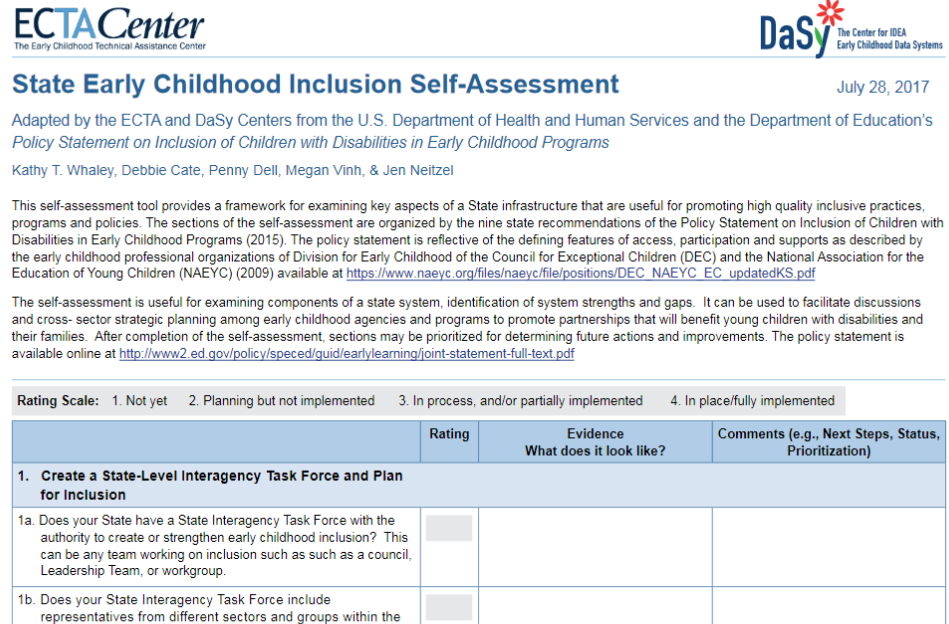 ECTACenter
The Early Childhood Technical Assistance Center
DaSy
The Center for IDEA
Early Childhood Data Systems
State Early Childhood Inclusion Self-Assessment
July 28, 2017
Adapted by the ECTA and DaSy Centers from the U.S. Department of Health and Human Services and the Department of Education's
Policy Statement on Inclusion of Children with Disabilities in Early Childhood Programs
Kathy T. Whaley, Debbie Cate, Penny Dell, Megan Vinh, & Jen Neitzel
This self-assessment tool provides a framework for examining key aspects of a State infrastructure that are useful for promoting high quality inclusive practices,
programs and policies. The sections of the self-assessment are organized by the nine state recommendations of the Policy Statement on Inclusion of Children with
Disabilities in Early Childhood Programs (2015). The policy statement is reflective of the defining features of access, participation and supports as described by
the early childhood professional organizations of Division for Early Childhood of the Council for Exceptional Children (DEC) and the National Association for the
Education of Young Children (NAEYC) (2009) available at https://www.naeyc.org/files/naeyc/file/positions/DEC_NAEYC_EC_updatedKS.pdf
The self-assessment is useful for examining components of a state system, identification of system strengths and gaps. It can be used to facilitate discussions
and cross- sector strategic planning among early childhood agencies and programs to promote partnerships that will benefit young children with disabilities and
their families. After completion of the self-assessment, sections may be prioritized for determining future actions and improvements. The policy statement is
available online at http://www2.ed.gov/policy/speced/guid/earlylearning/joint-statement-full-text.pdf
Rating Scale: 1. Not yet 2. Planning but not implemented 3. In process, and/or partially implemented 4. In place/fully implemented
Rating
Evidence
What does it look like?
Comments (e.g., Next Steps, Status,
Prioritization)
1. Create a State-Level Interagency Task Force and Plan
for Inclusion
1a. Does your State have a State Interagency Task Force with the
authority to create or strengthen early childhood inclusion? This
can be any team working on inclusion such as such as a council,
Leadership Team, or workgroup.
1b. Does your State Interagency Task Force include
representatives from different sectors and groups within the